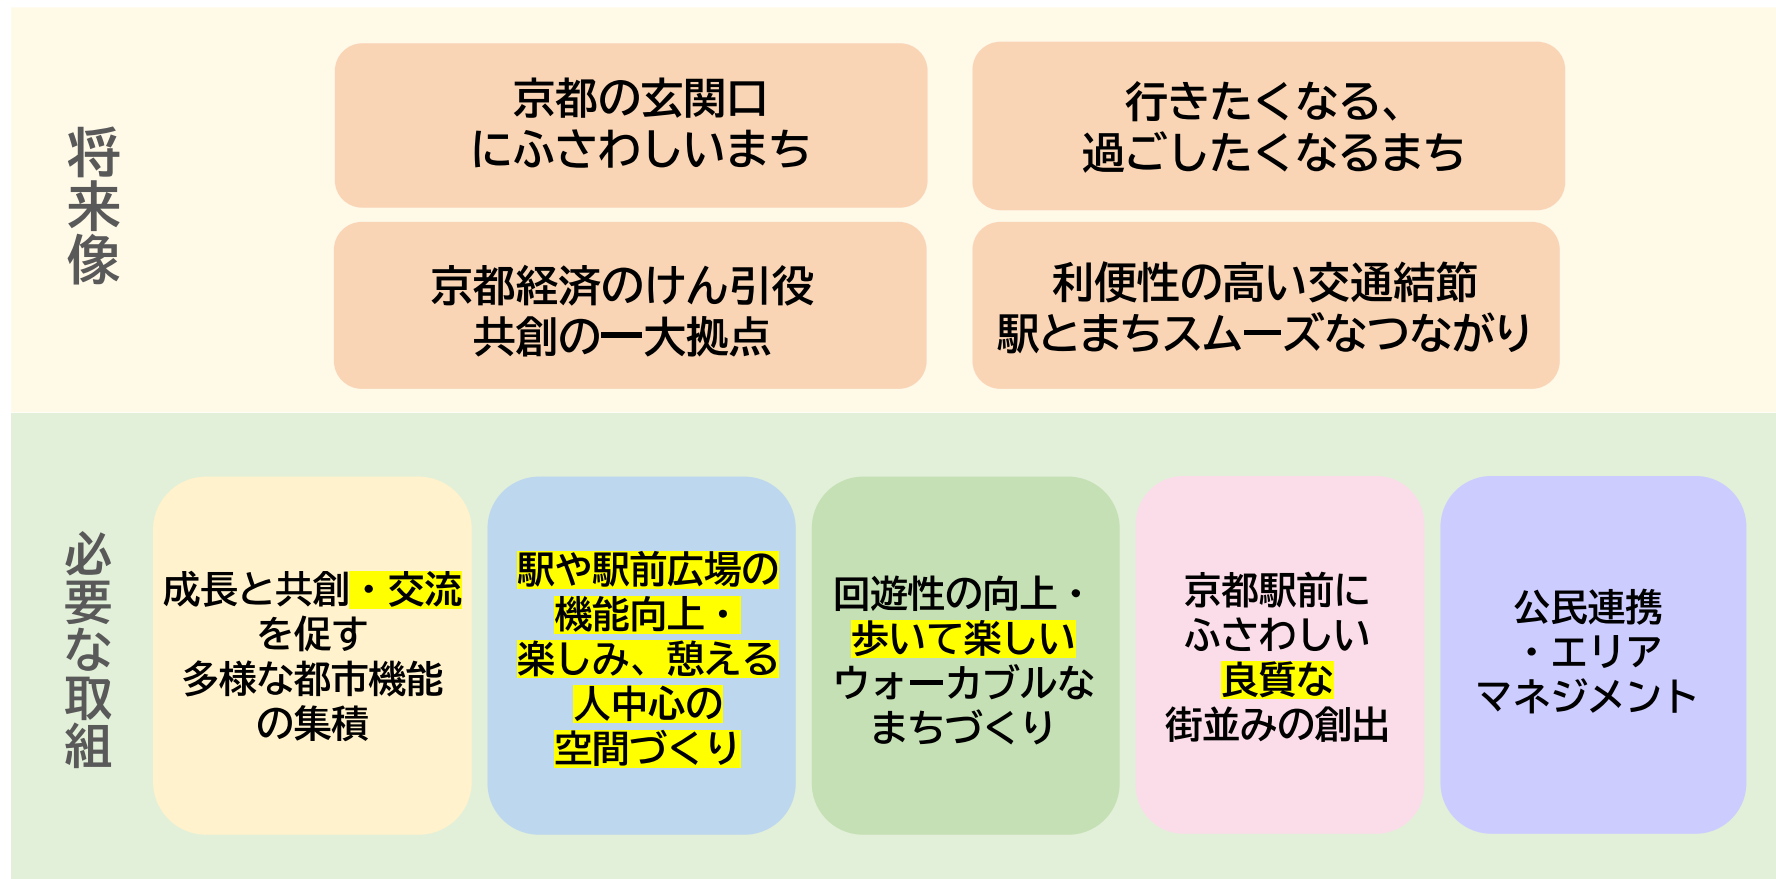 将来像
京都の玄関口
にふさわしいまち
行きたくなる、
過ごしたくなるまち
京都経済のけん引役
共創の一大拠点
利便性の高い交通結節
駅とまちスムーズなつながり
必要な取組
成長と共創・交流
を促す
多様な都市機能
の集積
駅や駅前広場の
機能向上・
楽しみ、憩える
人中心の
空間づくり
回遊性の向上・
歩いて楽しい
ウォーカブルな
まちづくり
京都駅前に
ふさわしい
良質な
街並みの創出
公民連携
・エリア
マネジメント